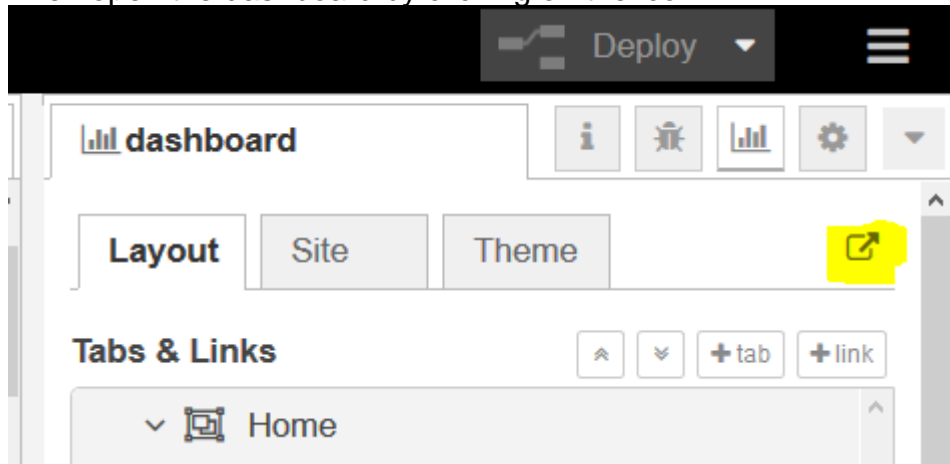 Deploy
dashboard
Layout Site Theme
Tabs & Links +tab +link
Home